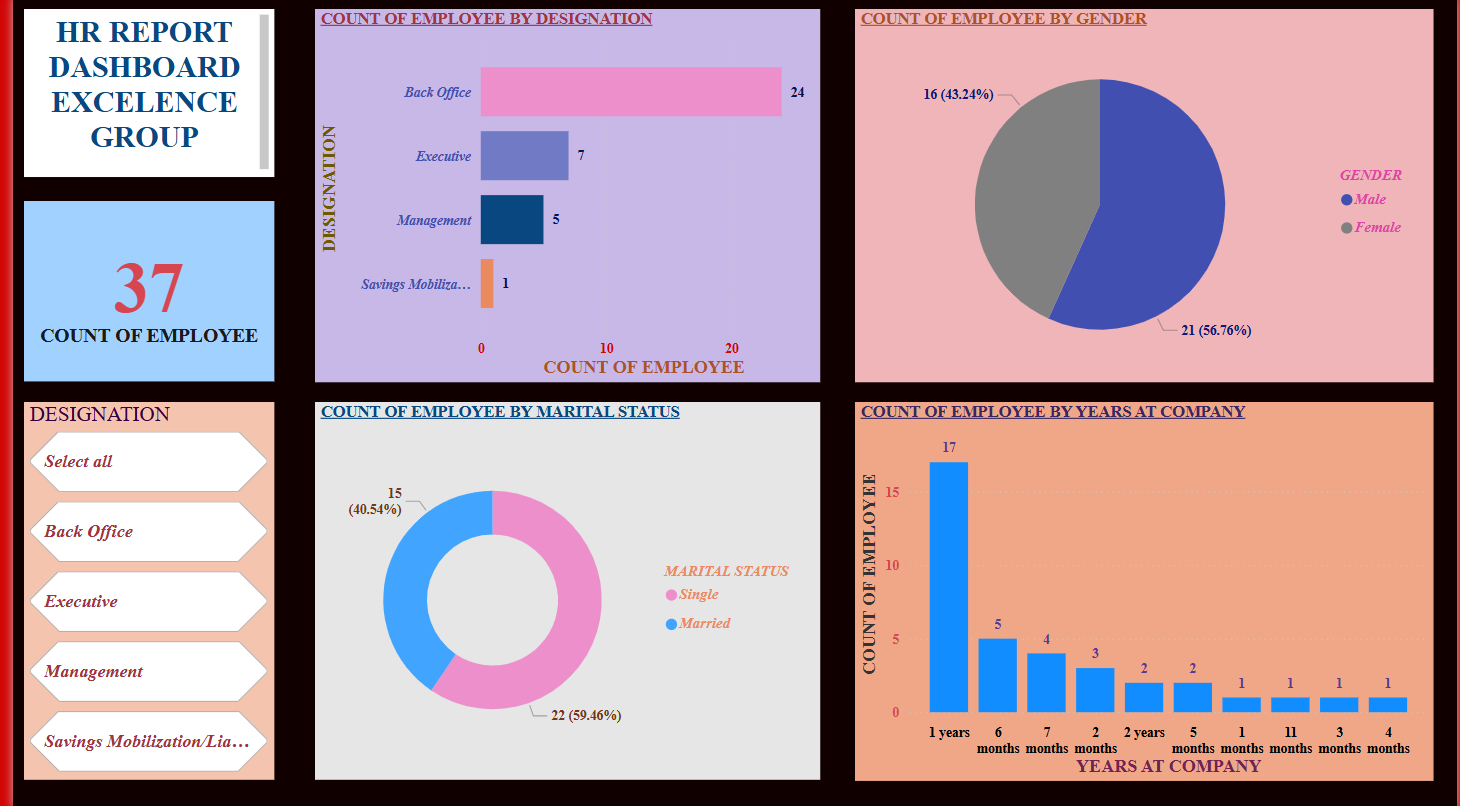 HR REPORT
DASHBOARD
EXCELENCE
GROUP
37
COUNT OF EMPLOYEE
DESIGNATION
Select all
Back Office
Executive
Management
Savings Mobilization/Lia…
COUNT OF EMPLOYEE BY DESIGNATION
DESIGNATION
Back Office
24
Executive
7
Management
5
Savings Mobiliza…
1
0 10 20
COUNT OF EMPLOYEE
COUNT OF EMPLOYEE BY GENDER
16 (43.24%)
21 (56.76%)
GENDER
Male
Female
COUNT OF EMPLOYEE BY MARITAL STATUS
15
(40.54%)
22 (59.46%)
MARITAL STATUS
Single
Married
COUNT OF EMPLOYEE BY YEARS AT COMPANY
COUNT OF EMPLOYEE
15
10
5
0
17
5
4
3
2
2
1
1
1
1
1 years
6
months
7
months
2
months
2 years
5
months
1
months
11
months
3
months
4
months
YEARS AT COMPANY